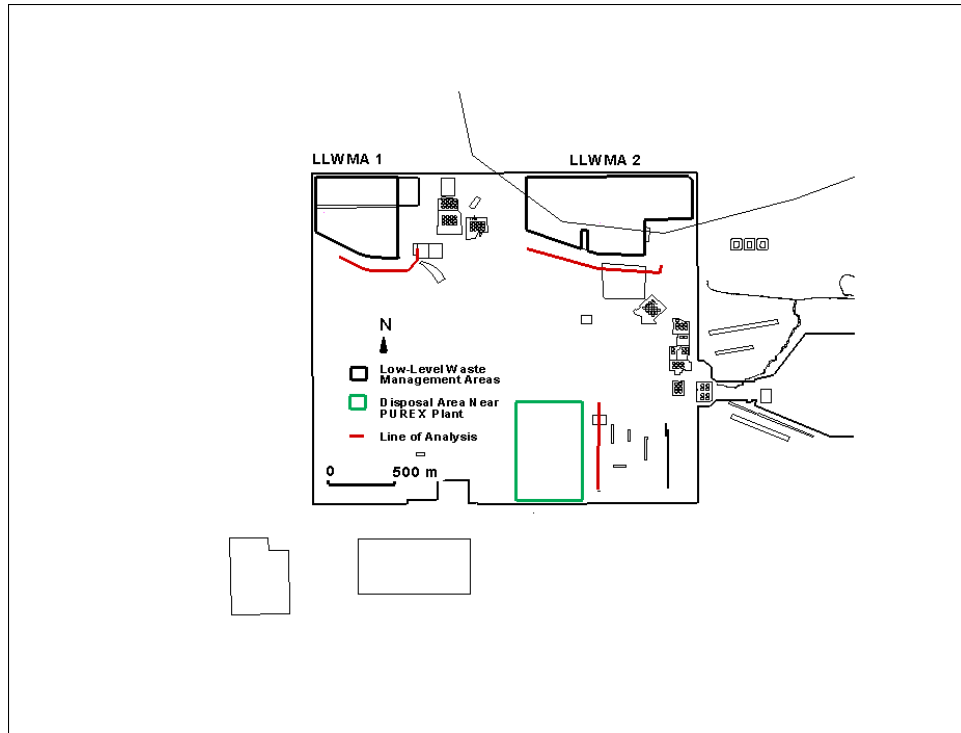 LLWMA 1
LLWMA 2
N
Low-Level Waste
Management Areas
Disposal Area Near
PUREX Plant
Line of Analysis
0 500 m